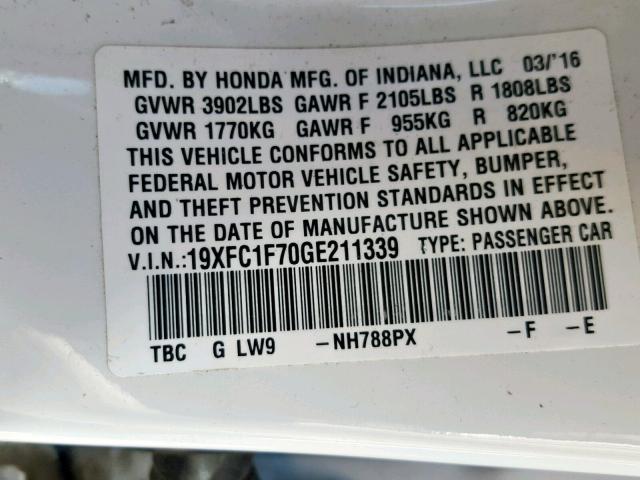 MFD. BY HONDA MFG. OF INDIANA, LLC 03/'16
GVWR 3902LBS GAWR F 2105LBS R 1808LBS
GVWR 1770KG GAWR F 955KG R 820KG
THIS VEHICLE CONFORMS TO ALL APPLICABLE
FEDERAL MOTOR VEHICLE SAFETY, BUMPER,
AND THEFT PREVENTION STANDARDS IN EFFECT
ON THE DATE OF MANUFACTURE SHOWN ABOVE.
V.I.N.:19XFC1F70GE211339 TYPE: PASSENGER CAR
TBC G LW9 –NH788PX –F –E